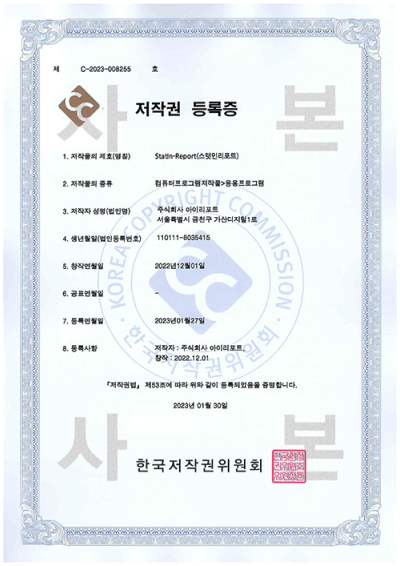 제 C-2023-008255 호
저작권 등록증
1. 저작물의 제호(명칭) StatIn-Report(스탯인리포트)
2. 저작물의 종류 컴퓨터프로그램저작물>응용프로그램
3. 저작자 성명(법인명) 주식회사 아이리포트
서울특별시 금천구 가산디지털1로
4. 생년월일(법인등록번호) 110111-6035415
5. 창작연월일 2022년12월01일
6. 공표연월일 -
7. 등록연월일 2023년01월27일
8. 등록사항 저작자 : 주식회사 아이리포트,
창작 : 2022.12.01
『저작권법』 제53조에 따라 위와 같이 등록되었음을 증명합니다.
2023년 01월 30일
한국저작권위원회
사 본
사 본
KOREA COPYRIGHT COMMISSION
한국저작권위원회